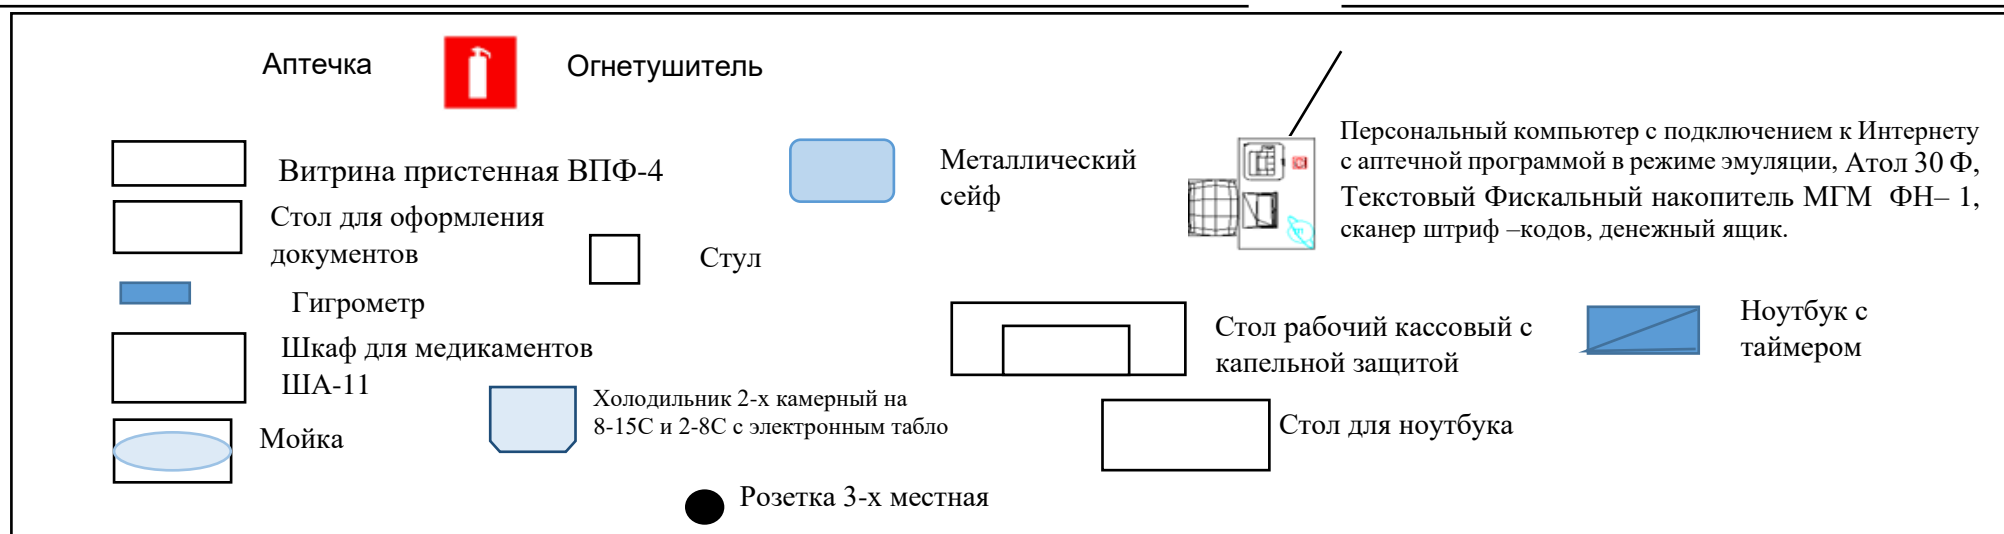 Аптечка
Огнетушитель
Витрина пристенная ВПФ-4
Металлический
сейф
Персональный компьютер с подключением к Интернету
с аптечной программой в режиме эмуляции, Атол 30 Ф,
Текстовый Фискальный накопитель МГМ ФН– 1,
сканер штриф –кодов, денежный ящик.
Стол для оформления
документов
Стул
Гигрометр
Стол рабочий кассовый с
капельной защитой
Ноутбук с
таймером
Шкаф для медикаментов
ША-11
Холодильник 2-х камерный на
8-15С и 2-8С с электронным табло
Мойка
Стол для ноутбука
Розетка 3-х местная